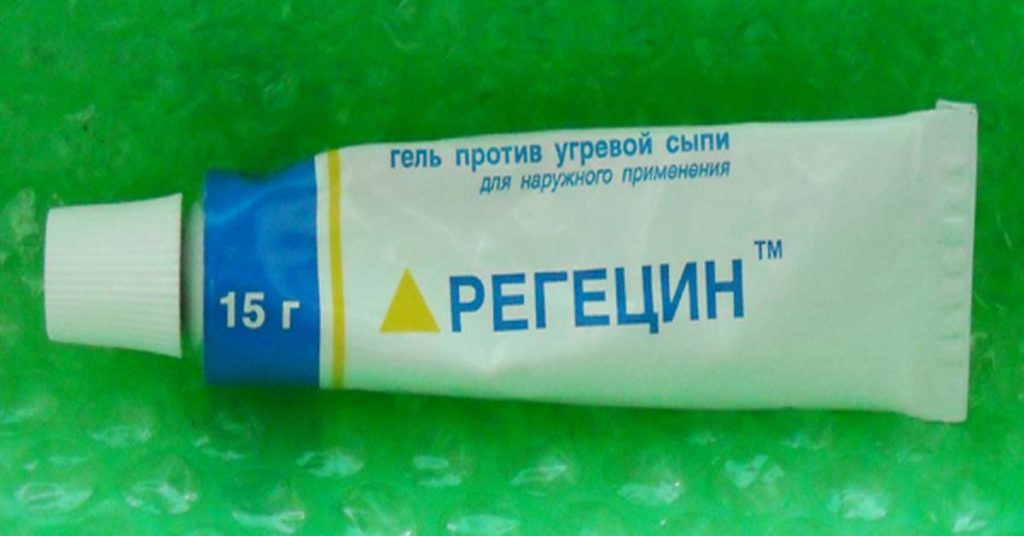 гель против угревой сыпи
для наружного применения
15 г
РЕГЕЦИН™